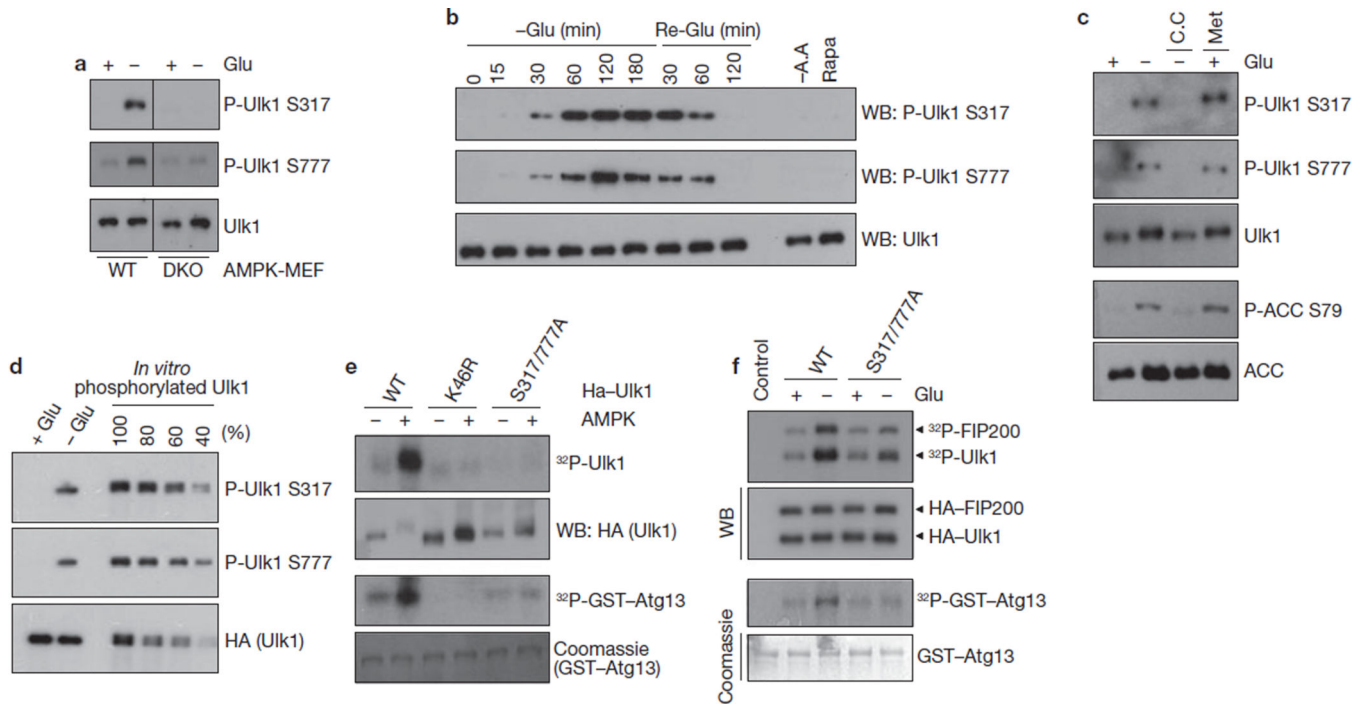 a
+ − + − Glu
P-Ulk1 S317
P-Ulk1 S777
Ulk1
WT DKO AMPK-MEF
b
–Glu (min) Re-Glu (min)
0 15 30 60 120 180 30 60 120 –A.A Rapa
WB: P-Ulk1 S317
WB: P-Ulk1 S777
WB: Ulk1
c
C.C Met
+ − − + Glu
P-Ulk1 S317
P-Ulk1 S777
Ulk1
P-ACC S79
ACC
d
In vitro
phosphorylated Ulk1
+ Glu – Glu 100 80 60 40 (%)
P-Ulk1 S317
P-Ulk1 S777
HA (Ulk1)
e
WT K46R S317/777A Ha–Ulk1
− + − + − + AMPK
³²P-Ulk1
WB: HA (Ulk1)
³²P-GST–Atg13
Coomassie
(GST–Atg13)
f
Control WT S317/777A
+ − + − Glu
³²P-FIP200
³²P-Ulk1
WB
HA–FIP200
HA–Ulk1
³²P-GST–Atg13
Coomassie
GST–Atg13